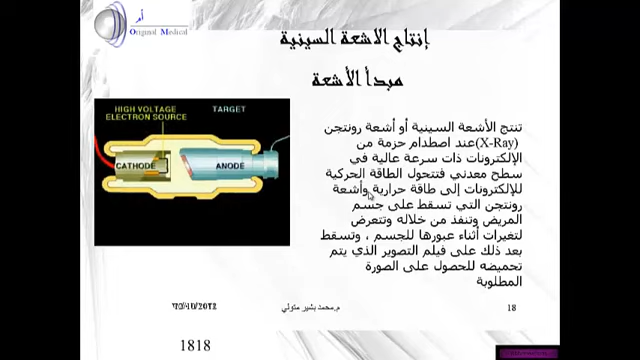 أم
Original Medical
إنتاج الأشعة السينية
مبدأ الأشعة
HIGH VOLTAGE
ELECTRON SOURCE
TARGET
CATHODE
ANODE
تنتج الأشعة السينية أو أشعة رونتجن
(X-Ray)عند اصطدام حزمة من
الإلكترونات ذات سرعة عالية في
سطح معدني فتتحول الطاقة الحركية
للإلكترونات إلى طاقة حرارية وأشعة
رونتجن التي تسقط على جسم
المريض وتنفذ من خلاله وتتعرض
لتغيرات أثناء عبورها للجسم ، وتسقط
بعد ذلك على فيلم التصوير الذي يتم
تحميضه للحصول على الصورة
المطلوبة
م.محمد بشير متولي
18
1818